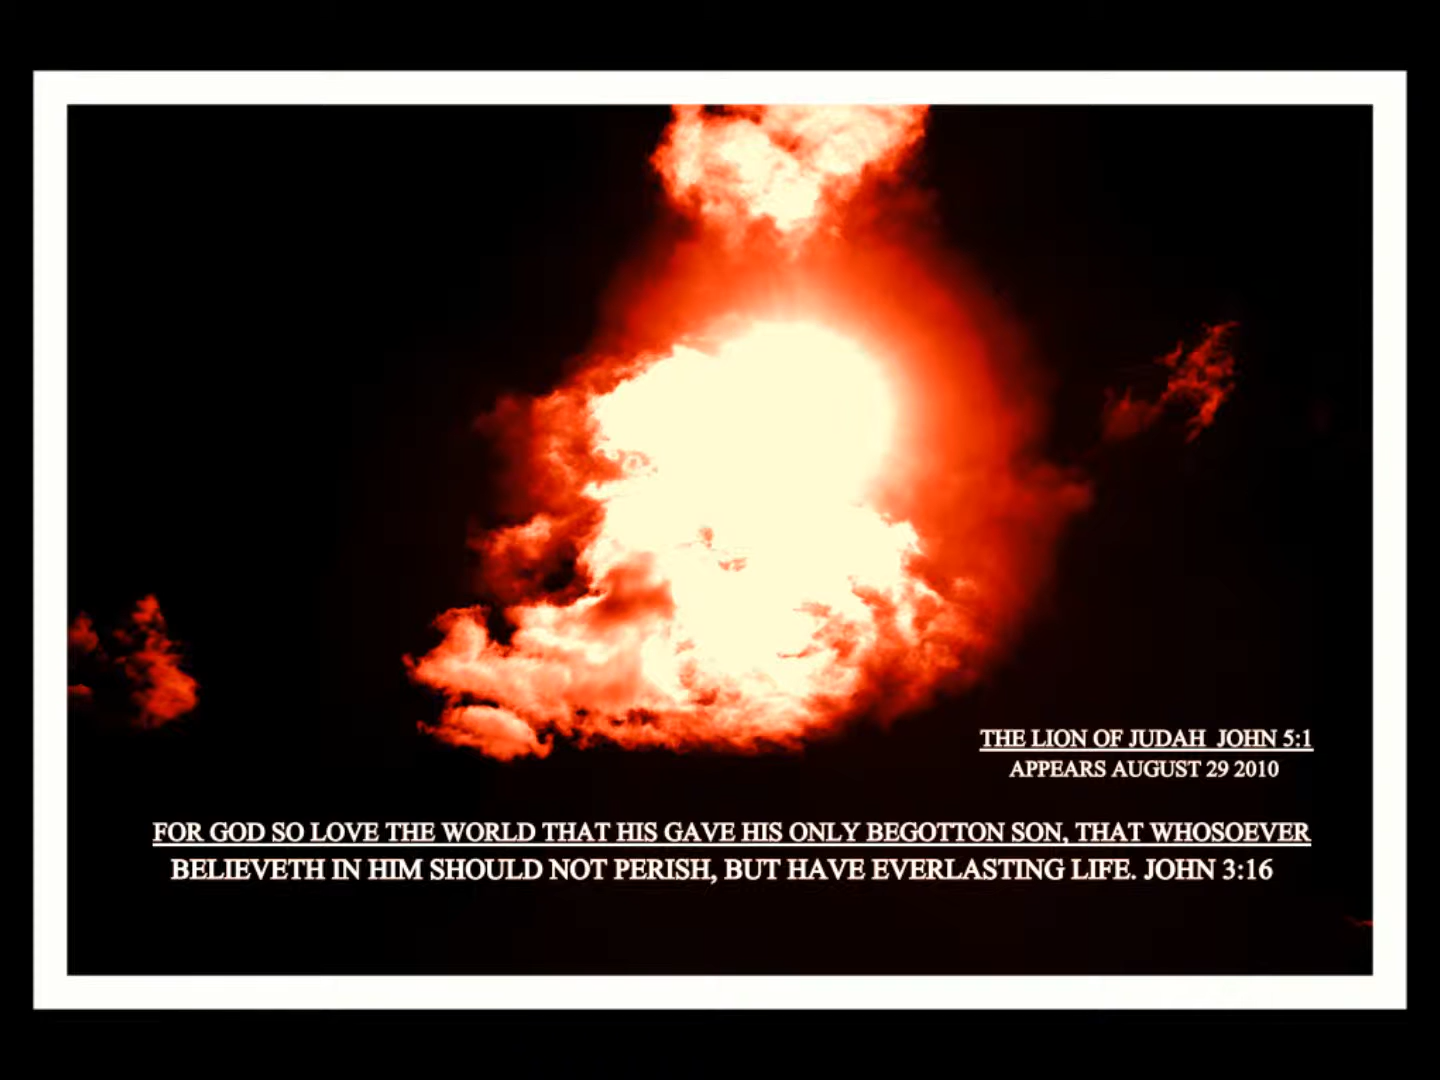 THE LION OF JUDAH  JOHN 5:1
APPEARS AUGUST 29 2010
FOR GOD SO LOVE THE WORLD THAT HIS GAVE HIS ONLY BEGOTTON SON, THAT WHOSOEVER
BELIEVETH IN HIM SHOULD NOT PERISH, BUT HAVE EVERLASTING LIFE. JOHN 3:16